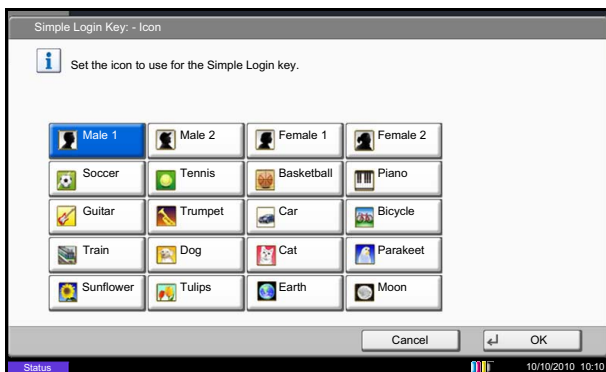 Simple Login Key: - Icon
Set the icon to use for the Simple Login key.
Male 1 Male 2 Female 1 Female 2
Soccer Tennis Basketball Piano
Guitar Trumpet Car Bicycle
Train Dog Cat Parakeet
Sunflower Tulips Earth Moon
Cancel OK
Status 10/10/2010 10:10